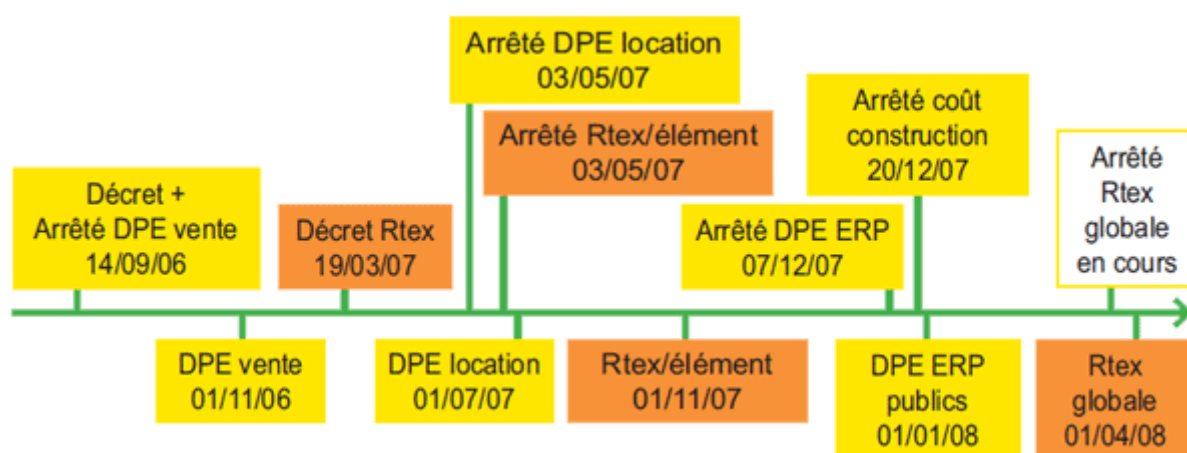 Arrêté DPE location
03/05/07
Arrêté Rtex/élément
03/05/07
Arrêté coût
construction
20/12/07
Arrêté
Rtex
globale
en cours
Décret +
Arrêté DPE vente
14/09/06
Décret Rtex
19/03/07
Arrêté DPE ERP
07/12/07
DPE vente
01/11/06
DPE location
01/07/07
Rtex/élément
01/11/07
DPE ERP
publics
01/01/08
Rtex
globale
01/04/08